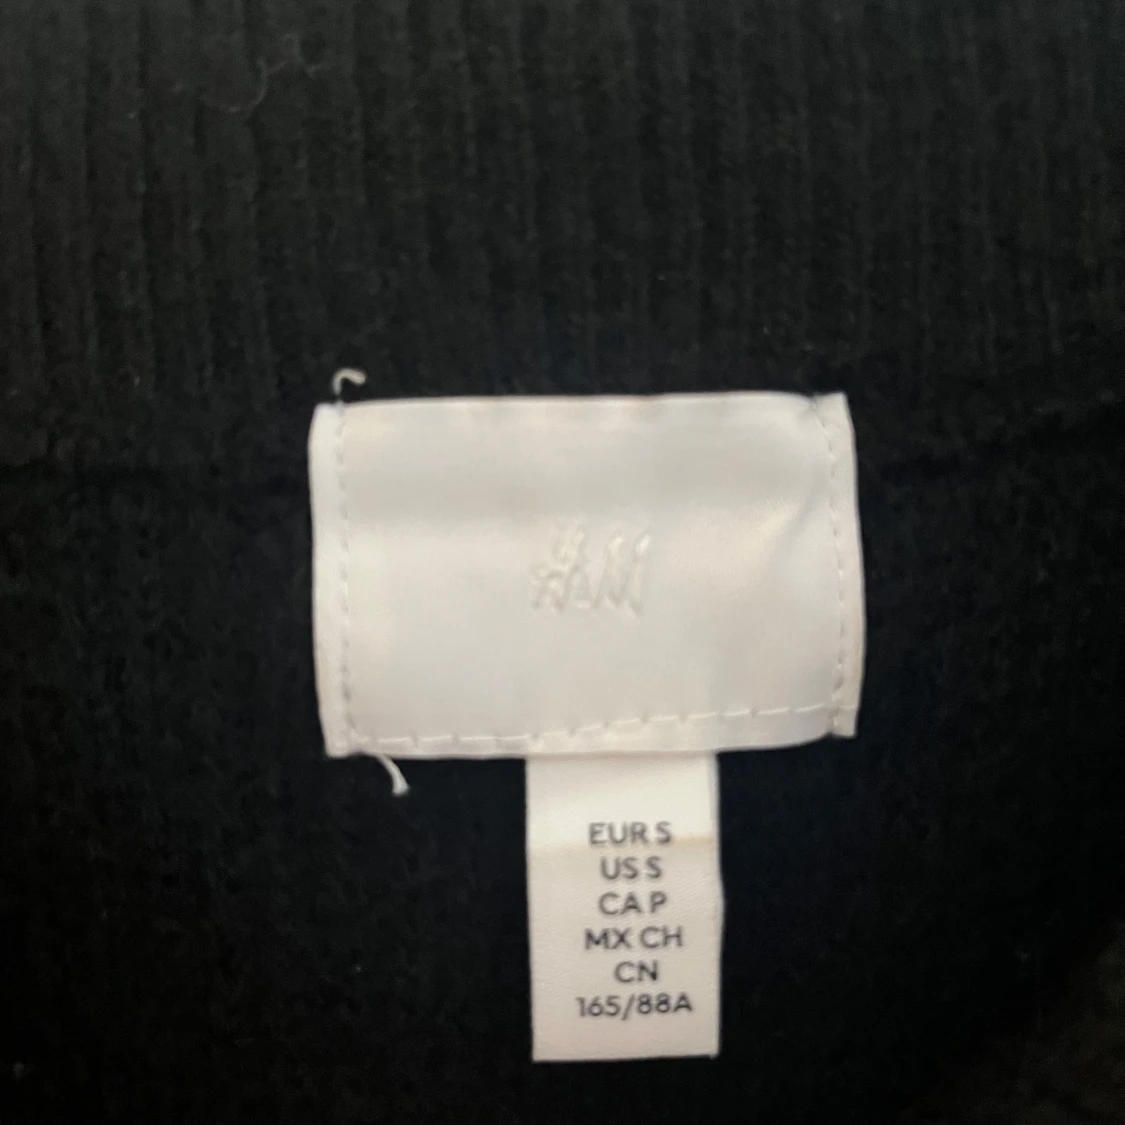 H&M
EUR S
US S
CA P
MX CH
CN
165/88A